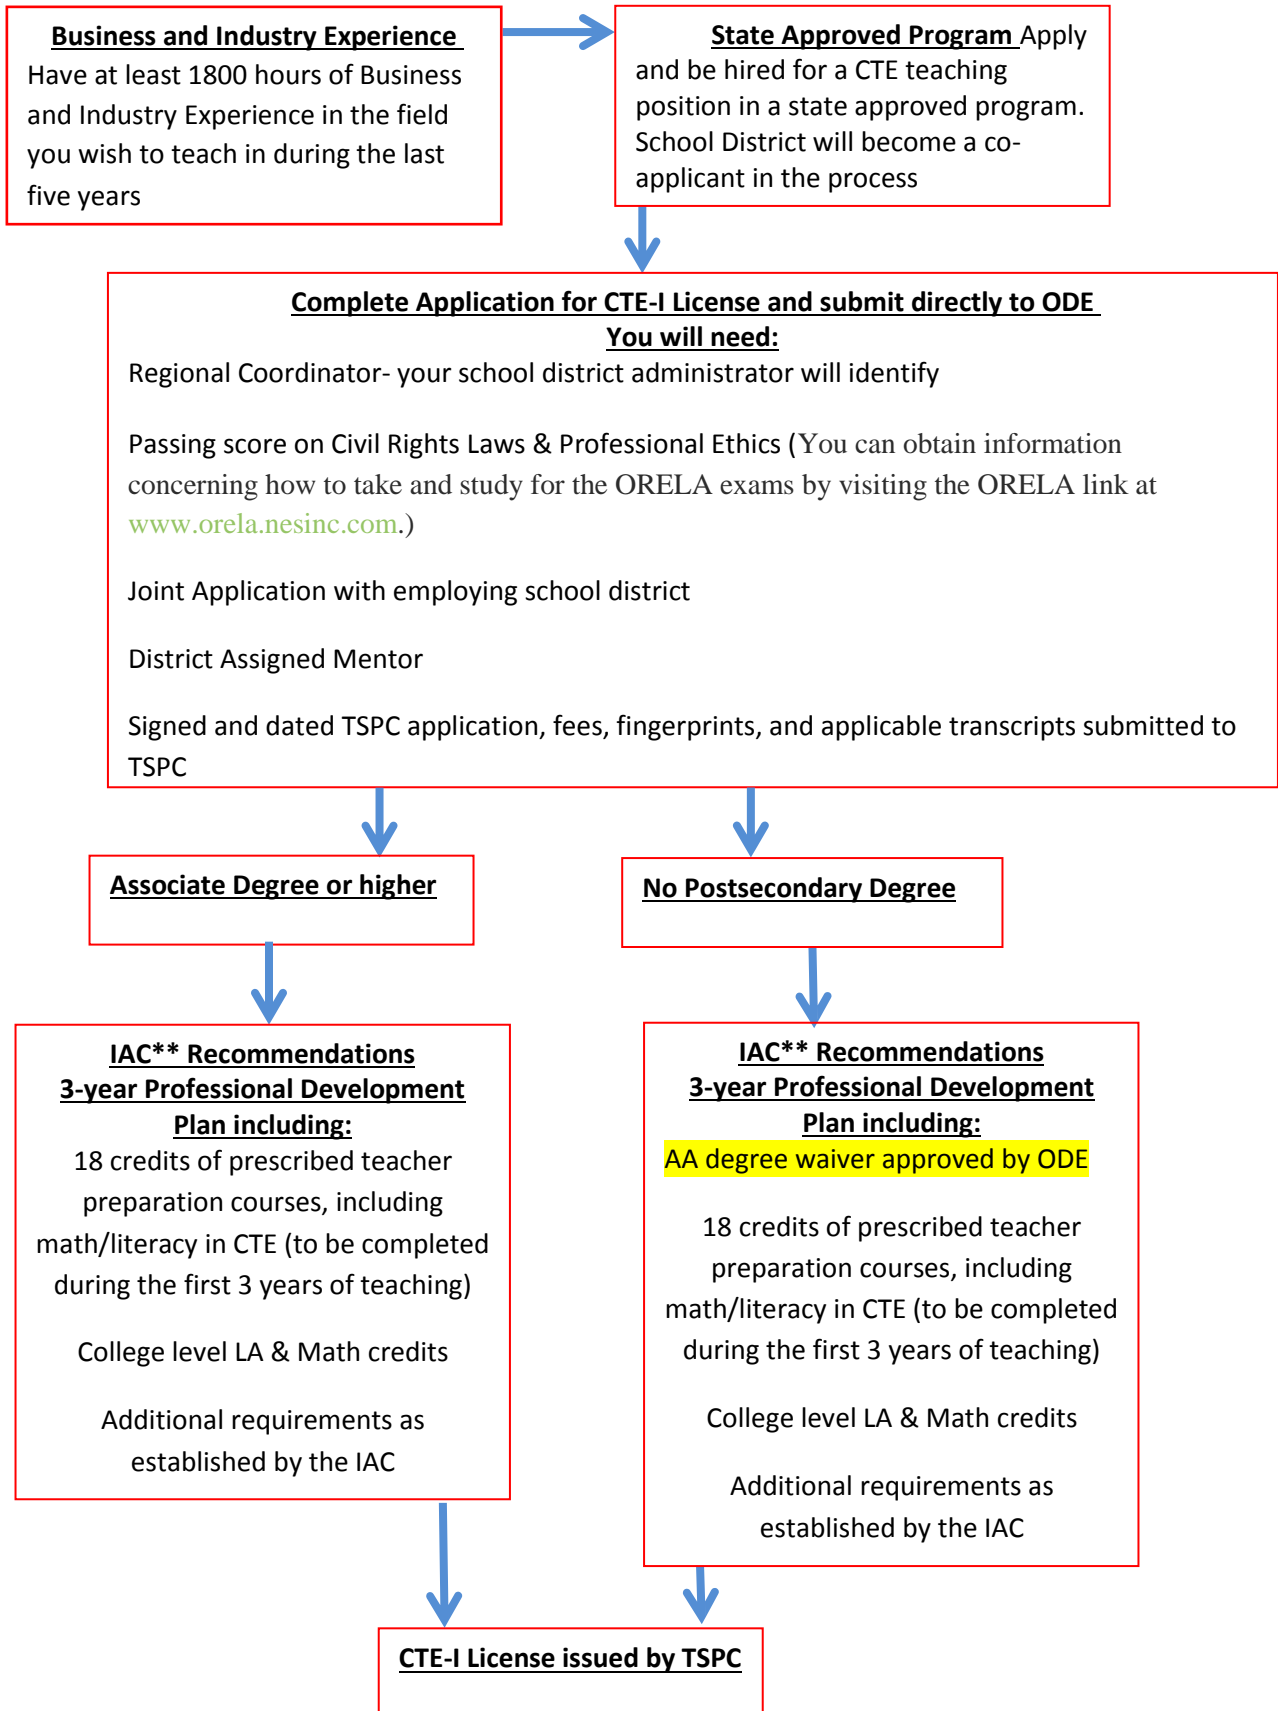 Business and Industry Experience
Have at least 1800 hours of Business
and Industry Experience in the field
you wish to teach in during the last
five years
State Approved Program Apply
and be hired for a CTE teaching
position in a state approved program.
School District will become a co-
applicant in the process
Complete Application for CTE-I License and submit directly to ODE
You will need:
Regional Coordinator- your school district administrator will identify
Passing score on Civil Rights Laws & Professional Ethics (You can obtain information
concerning how to take and study for the ORELA exams by visiting the ORELA link at
www.orela.nesinc.com.)
Joint Application with employing school district
District Assigned Mentor
Signed and dated TSPC application, fees, fingerprints, and applicable transcripts submitted to
TSPC
Associate Degree or higher
No Postsecondary Degree
IAC** Recommendations
3-year Professional Development
Plan including:
18 credits of prescribed teacher
preparation courses, including
math/literacy in CTE (to be completed
during the first 3 years of teaching)
College level LA & Math credits
Additional requirements as
established by the IAC
IAC** Recommendations
3-year Professional Development
Plan including:
AA degree waiver approved by ODE
18 credits of prescribed teacher
preparation courses, including
math/literacy in CTE (to be completed
during the first 3 years of teaching)
College level LA & Math credits
Additional requirements as
established by the IAC
CTE-I License issued by TSPC